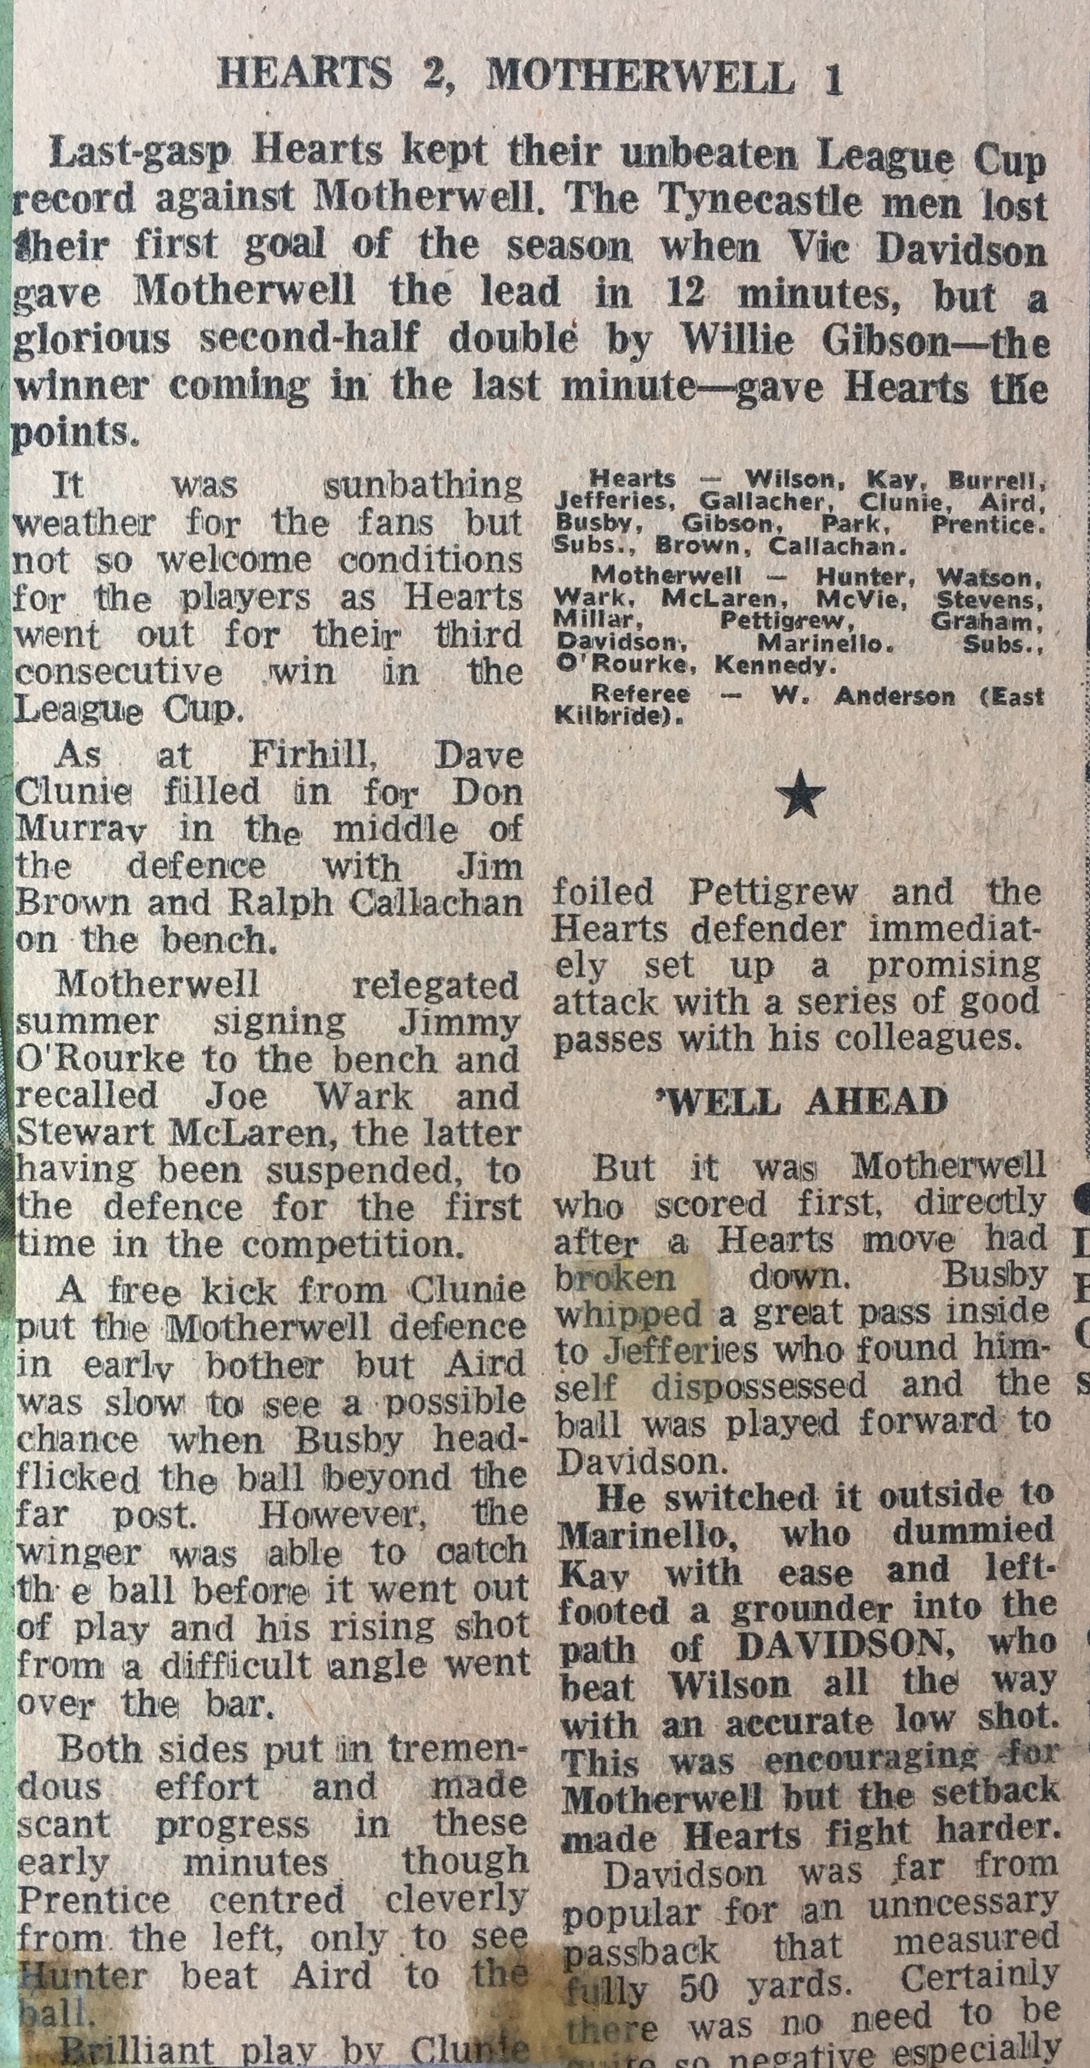 HEARTS 2, MOTHERWELL 1
Last-gasp Hearts kept their unbeaten League Cup
record against Motherwell. The Tynecastle men lost
their first goal of the season when Vic Davidson
gave Motherwell the lead in 12 minutes, but a
glorious second-half double by Willie Gibson—the
winner coming in the last minute—gave Hearts the
points.
It was sunbathing
weather for the fans but
not so welcome conditions
for the players as Hearts
went out for their third
consecutive win in the
League Cup.
As at Firhill, Dave
Clunie filled in for Don
Murray in the middle of
the defence with Jim
Brown and Ralph Callachan
on the bench.
Motherwell relegated
summer signing Jimmy
O'Rourke to the bench and
recalled Joe Wark and
Stewart McLaren, the latter
having been suspended, to
the defence for the first
time in the competition.
A free kick from Clunie
put the Motherwell defence
in early bother but Aird
was slow to see a possible
chance when Busby head-
flicked the ball beyond the
far post. However, the
winger was able to catch
th e ball before it went out
of play and his rising shot
from a difficult angle went
over the bar.
Both sides put in tremen-
dous effort and made
scant progress in these
early minutes though
Prentice centred cleverly
from the left, only to see
Hunter beat Aird to the
ball.
Brilliant play by Clunie
Hearts — Wilson, Kay, Burrell,
Jefferies, Gallacher, Clunie, Aird,
Busby, Gibson, Park, Prentice.
Subs., Brown, Callachan.
Motherwell — Hunter, Watson,
Wark, McLaren, McVie, Stevens,
Millar, Pettigrew, Graham,
Davidson, Marinello. Subs.,
O'Rourke, Kennedy.
Referee — W. Anderson (East
Kilbride).
★
foiled Pettigrew and the
Hearts defender immediat-
ely set up a promising
attack with a series of good
passes with his colleagues.
'WELL AHEAD
But it was Motherwell
who scored first, directly
after a Hearts move had
broken down. Busby
whipped a great pass inside
to Jefferies who found him-
self dispossessed and the
ball was played forward to
Davidson.
He switched it outside to
Marinello, who dummied
Kay with ease and left-
footed a grounder into the
path of DAVIDSON, who
beat Wilson all the way
with an accurate low shot.
This was encouraging for
Motherwell but the setback
made Hearts fight harder.
Davidson was far from
popular for an unncessary
passback that measured
fully 50 yards. Certainly
there was no need to be
quite so negative especially